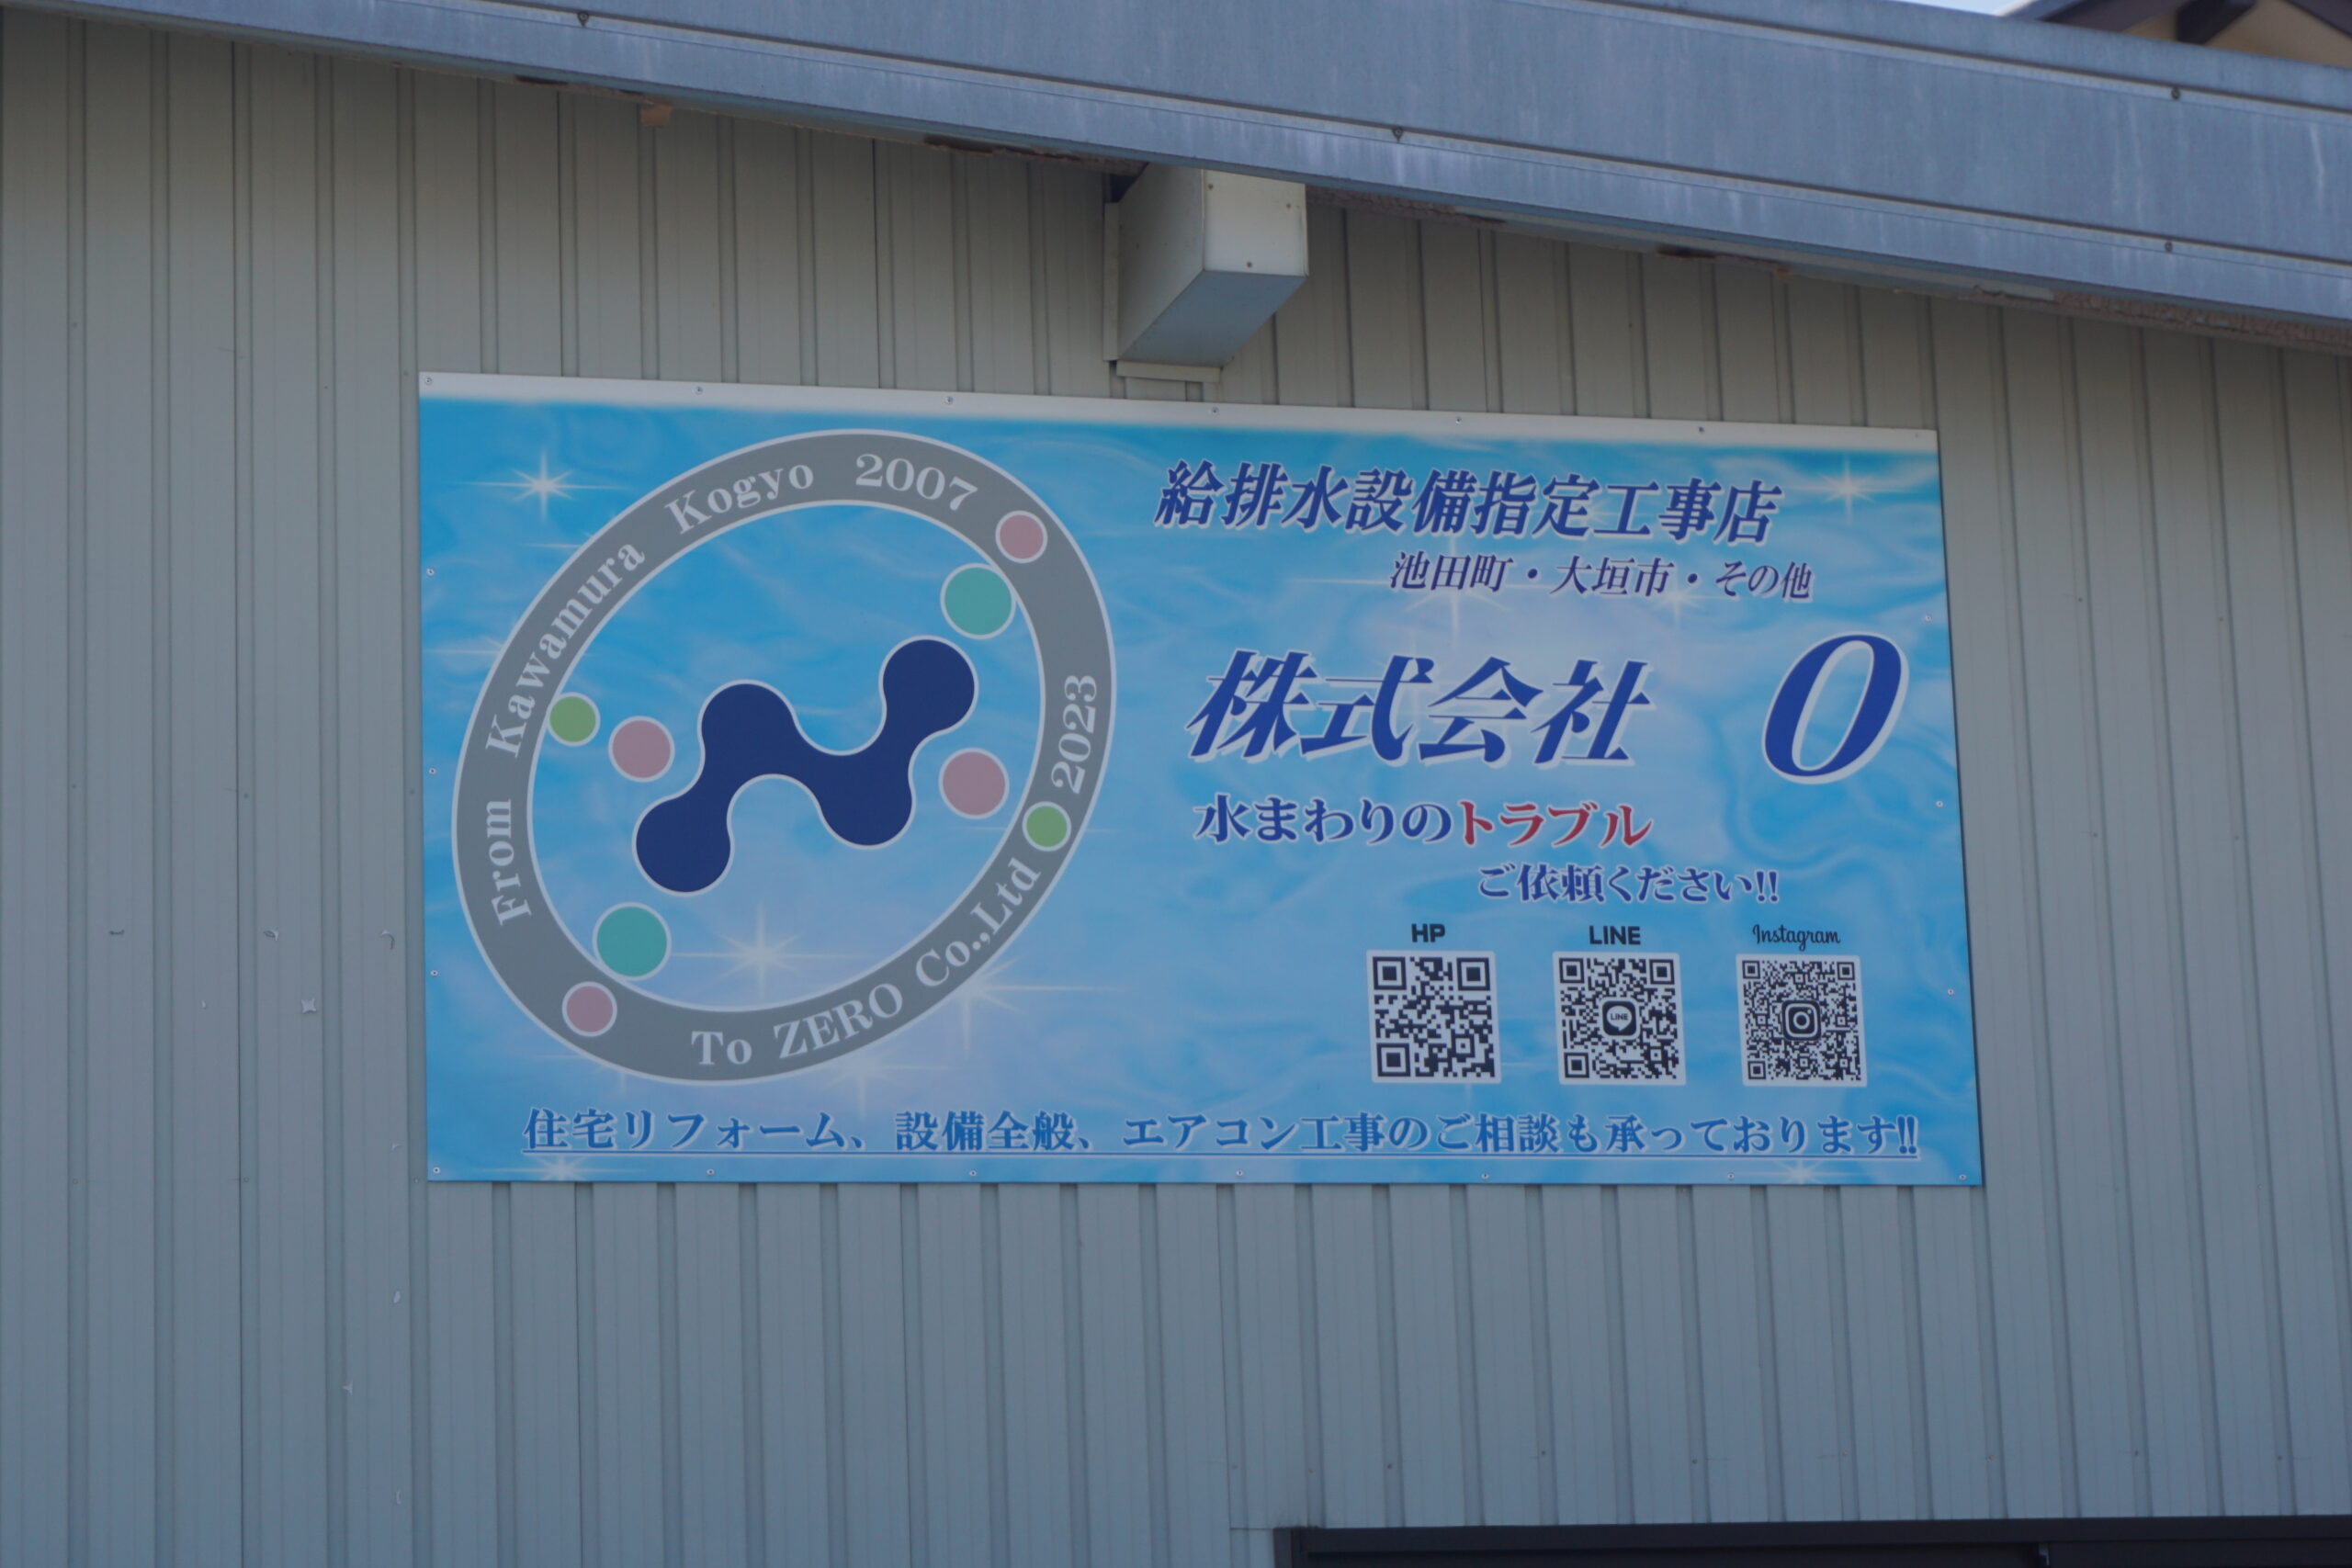 From Kawamura Kogyo 2007
To ZERO Co.,Ltd 2023
給排水設備指定工事店
池田町・大垣市・その他
株式会社 0
水まわりのトラブル
ご依頼ください!!
HP LINE Instagram
LINE
住宅リフォーム、設備全般、エアコン工事のご相談も承っております!!